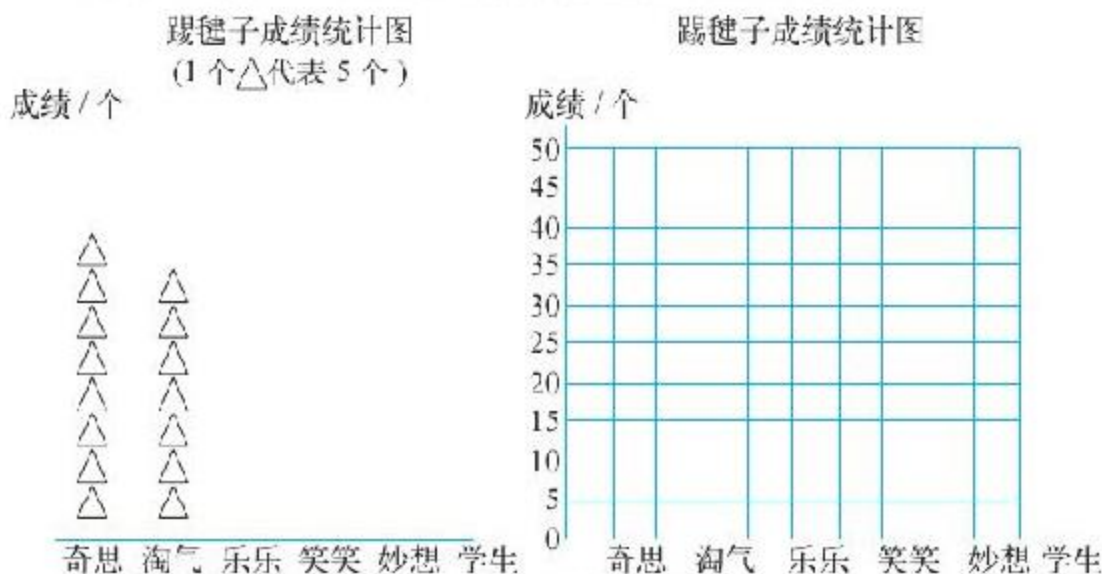 踢毽子成绩统计图
(1 个△代表 5 个 )
成绩 / 个
奇思 淘气 乐乐 笑笑 妙想 学生
踢毽子成绩统计图
成绩 / 个
50
45
40
35
30
25
20
15
10
5
0
奇思 淘气 乐乐 笑笑 妙想 学生